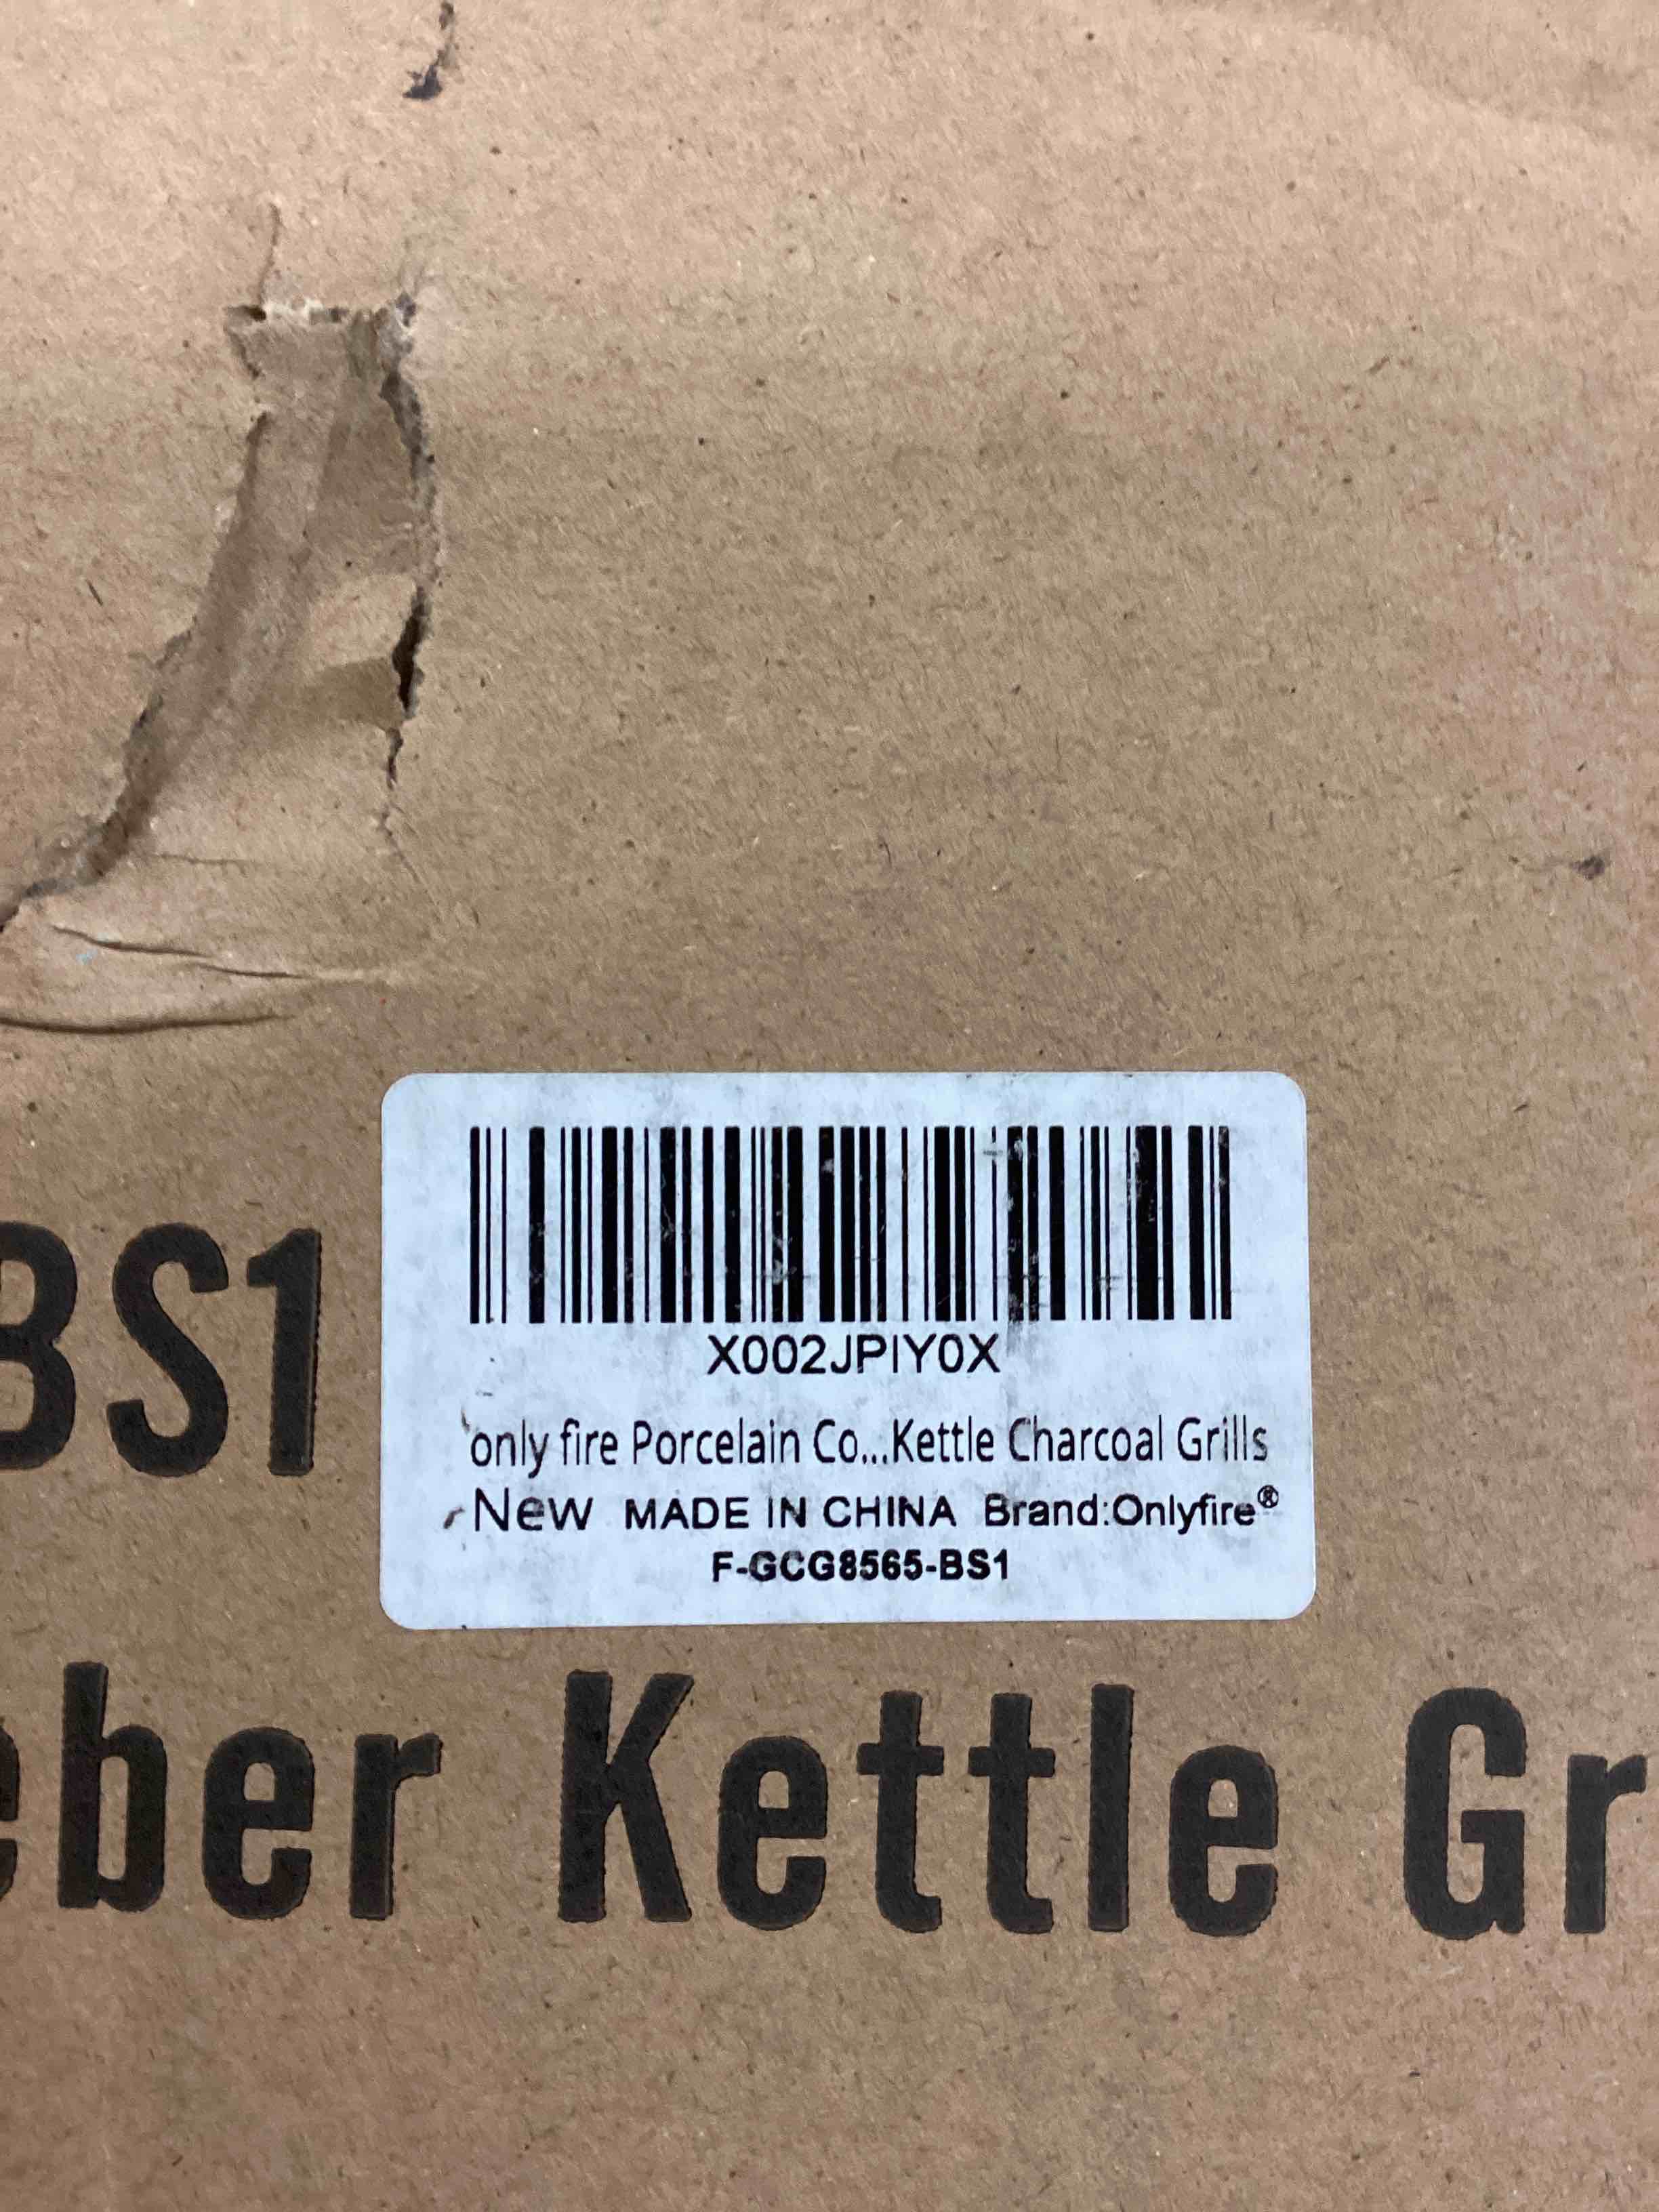 BS1
X002JPIY0X
only fire Porcelain Co...Kettle Charcoal Grills
New MADE IN CHINA Brand:Onlyfire®
F-GCG8565-BS1
eber Kettle Gr